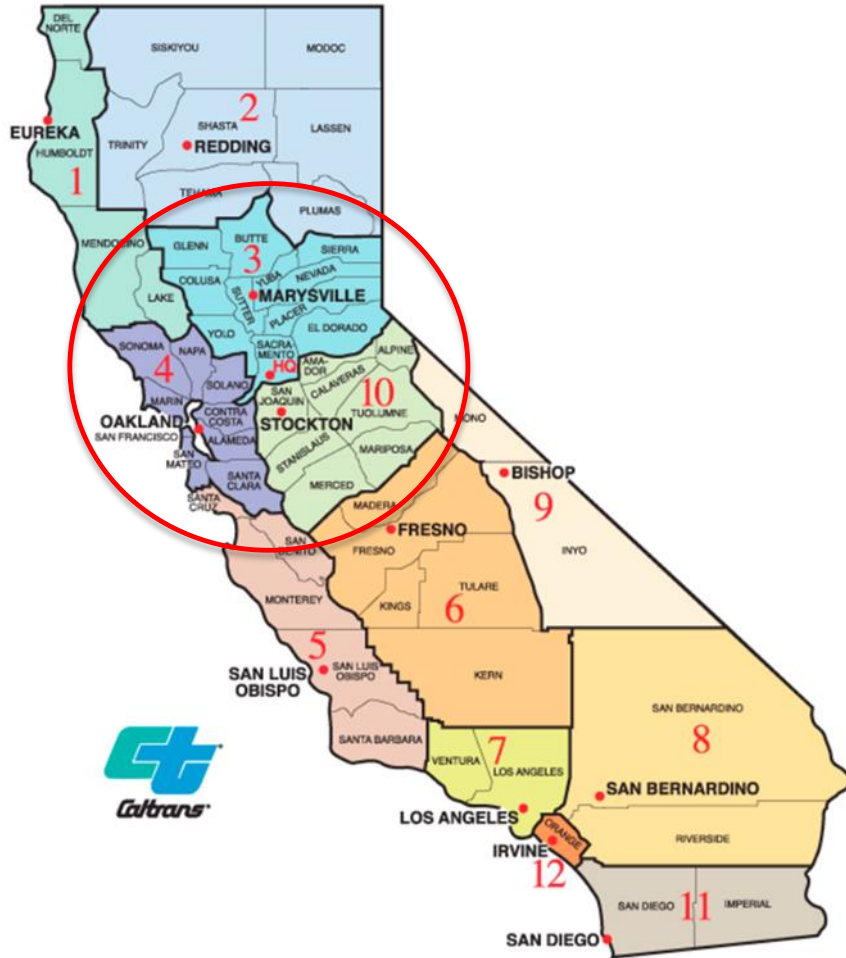 DEL
NORTE
SISKIYOU
MODOC
2
SHASTA
EUREKA
TRINITY
REDDING
LASSEN
HUMBOLDT
1
TEHAMA
PLUMAS
MENDOCINO
GLENN
BUTTE
3
SIERRA
YUBA
NEVADA
COLUSA
LAKE
SUTTER
MARYSVILLE
PLACER
YOLO
EL DORADO
SONOMA
NAPA
SACRA
MENTO
ALPINE
4
HQ
AMA-
DOR
SOLANO
CALAVERAS
10
MARIN
SAN
JOAQUIN
CONTRA
COSTA
TUOLUMNE
OAKLAND
STOCKTON
MONO
SAN FRANCISCO
ALAMEDA
STANISLAUS
MARIPOSA
SAN
MATEO
BISHOP
SANTA
CLARA
MERCED
SANTA
CRUZ
9
MADERA
FRESNO
SAN
BENITO
FRESNO
INYO
TULARE
MONTEREY
KINGS
6
5
SAN LUIS
OBISPO
SAN LUIS
OBISPO
KERN
SAN BERNARDINO
SANTA BARBARA
7
8
VENTURA
LOS ANGELES
Caltrans
SAN BERNARDINO
LOS ANGELES
ORANGE
RIVERSIDE
IRVINE
12
SAN DIEGO
11
IMPERIAL
SAN DIEGO